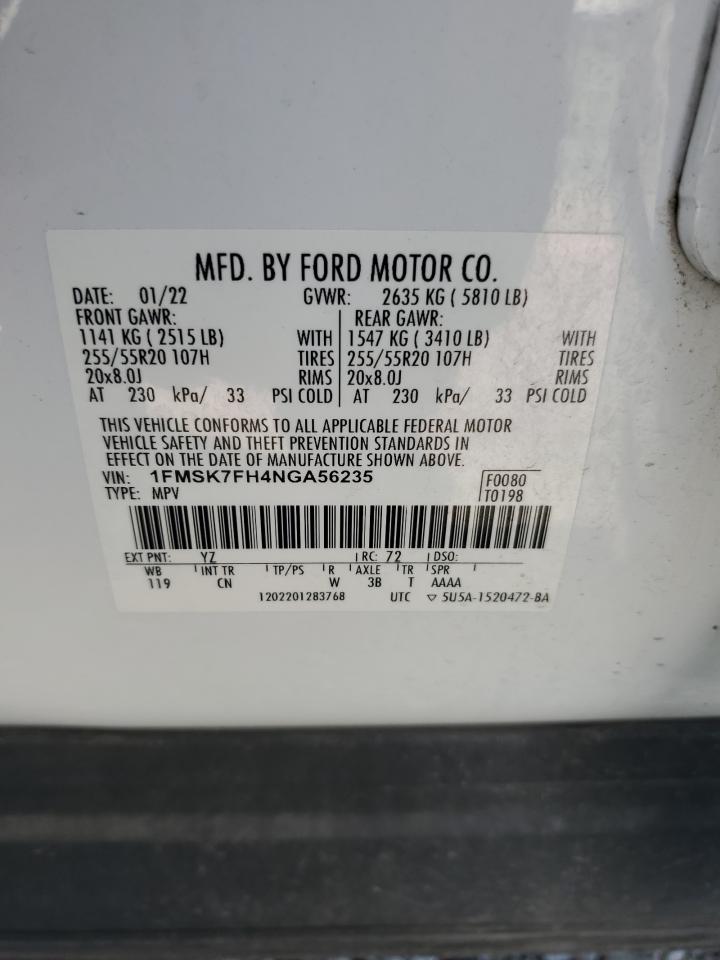 MFD. BY FORD MOTOR CO.
DATE: 01/22 GVWR: 2635 KG ( 5810 LB)
FRONT GAWR: REAR GAWR:
1141 KG ( 2515 LB) WITH 1547 KG ( 3410 LB) WITH
255/55R20 107H TIRES 255/55R20 107H TIRES
20x8.0J RIMS 20x8.0J RIMS
AT 230 kPa/ 33 PSI COLD AT 230 kPa/ 33 PSI COLD
THIS VEHICLE CONFORMS TO ALL APPLICABLE FEDERAL MOTOR
VEHICLE SAFETY AND THEFT PREVENTION STANDARDS IN
EFFECT ON THE DATE OF MANUFACTURE SHOWN ABOVE.
VIN: 1FMSK7FH4NGA56235 F0080
TYPE: MPV T0198
EXT PNT: YZ RC: 72 DSO:
WB INT TR TP/PS R AXLE TR SPR
119 CN W 3B T AAAA
1202201283768 UTC ▽ 5U5A-1520472-BA